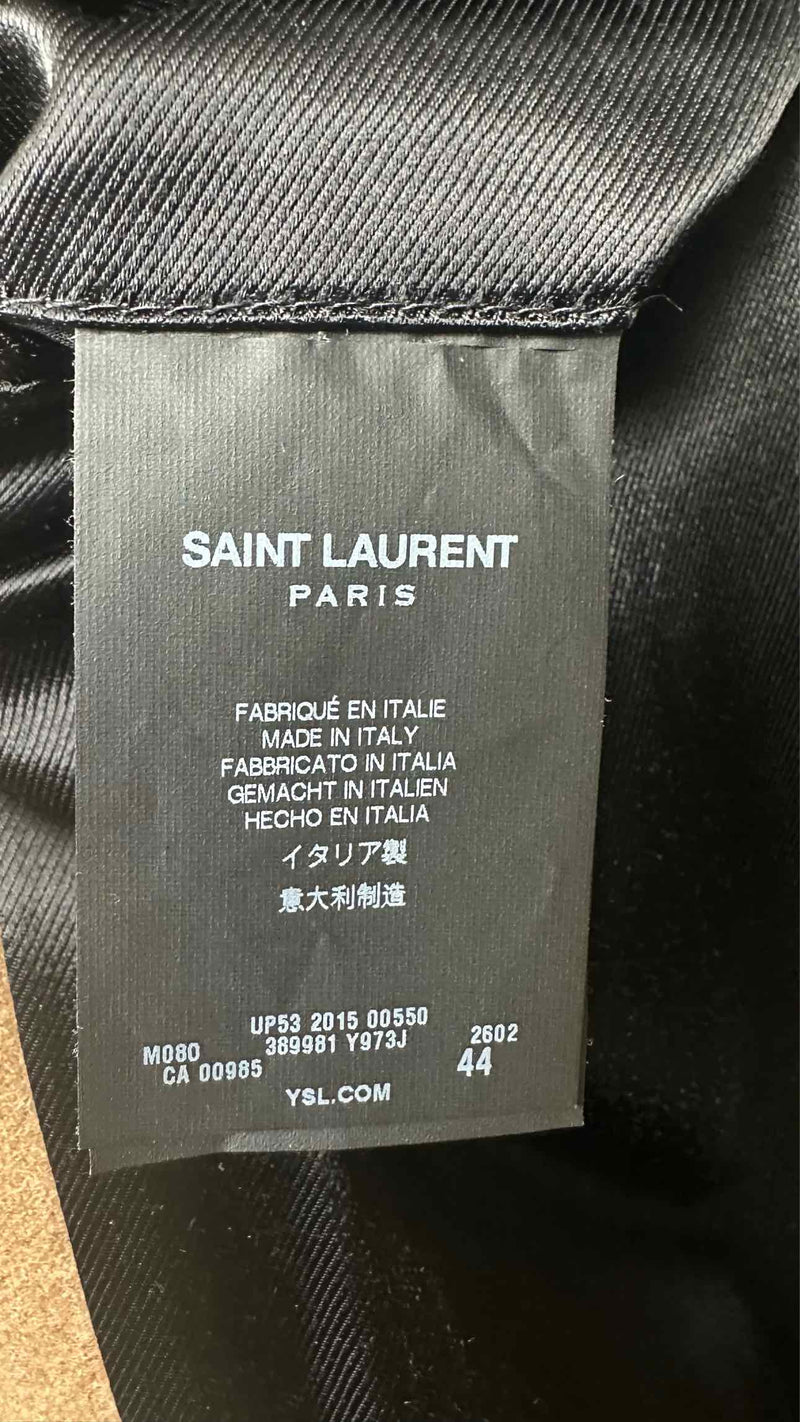 SAINT LAURENT
PARIS
FABRIQUÉ EN ITALIE
MADE IN ITALY
FABBRICATO IN ITALIA
GEMACHT IN ITALIEN
HECHO EN ITALIA
イタリア製
意大利制造
UP53 2015 00550
M080 389981 Y973J 2602
CA 00985 44
YSL.COM